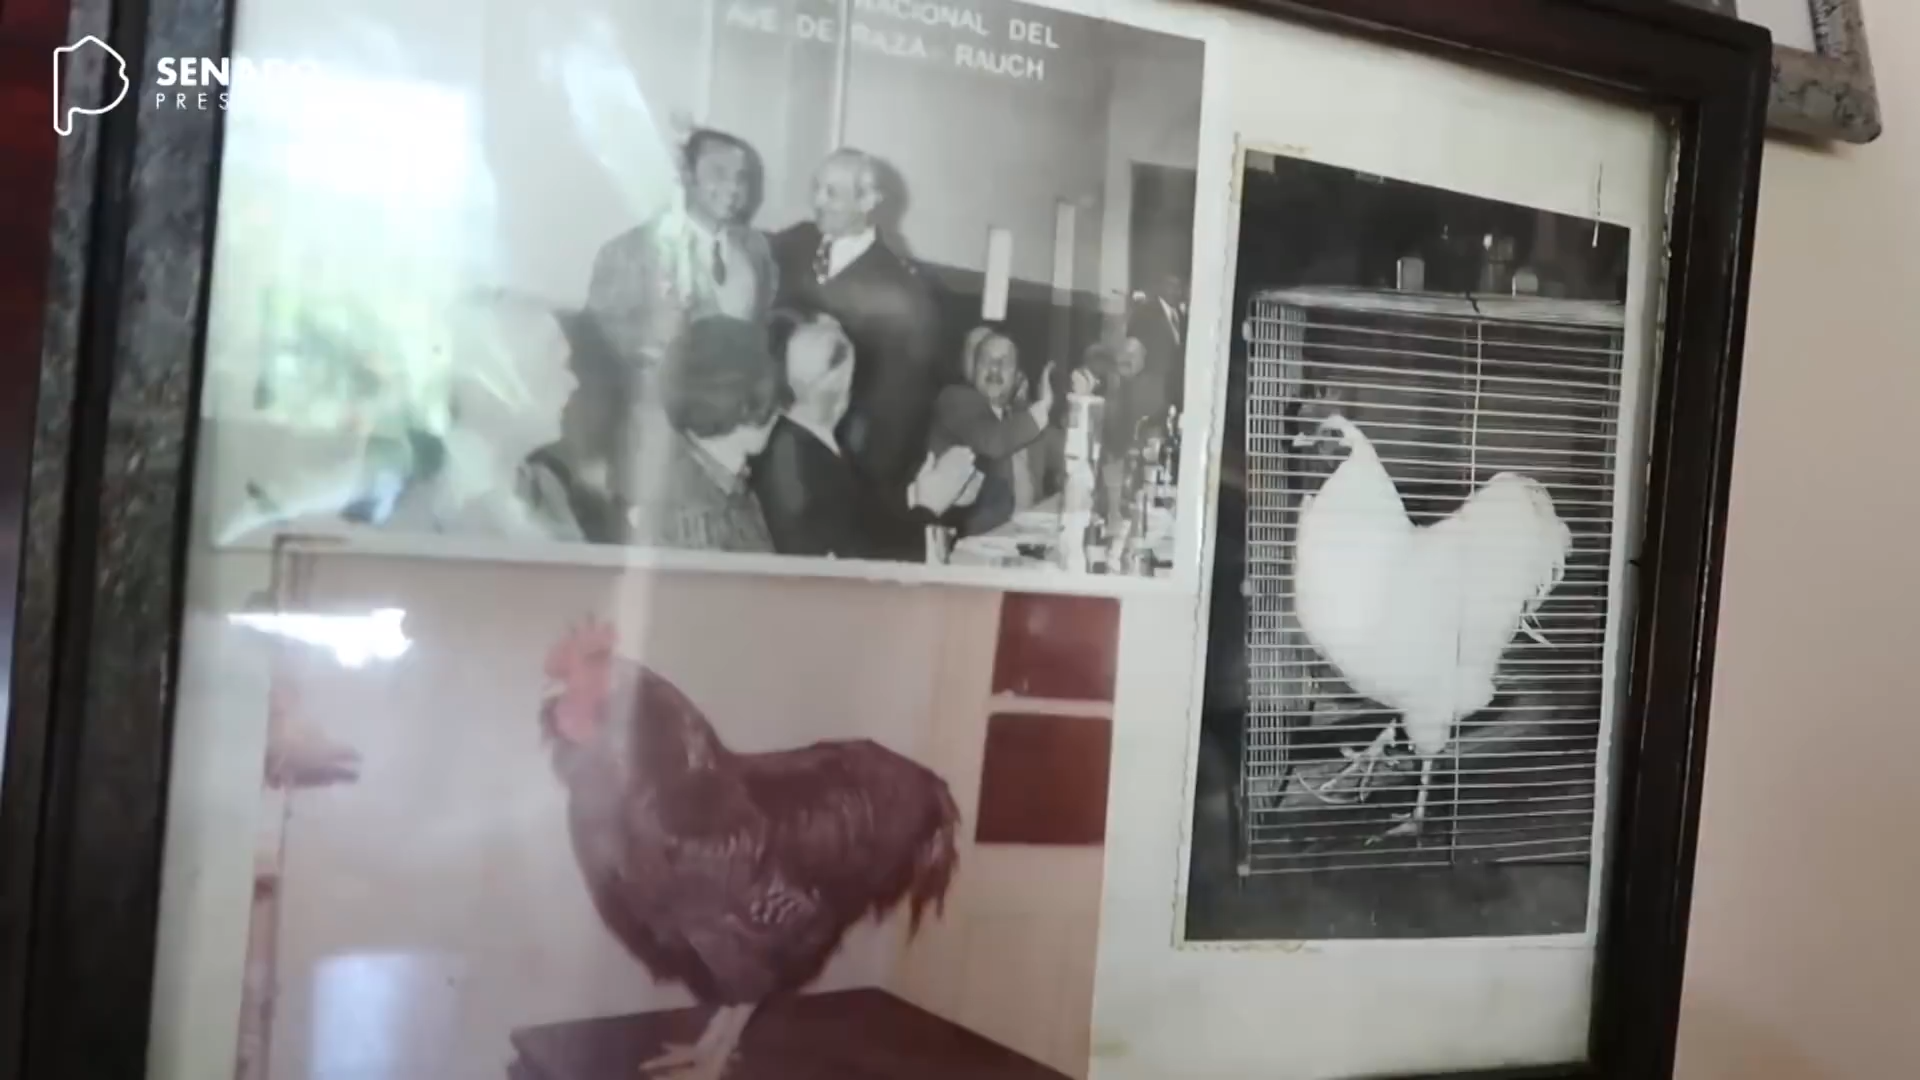 SENADO
PRES
NACIONAL DEL
AVE DE RAZA RAUCH